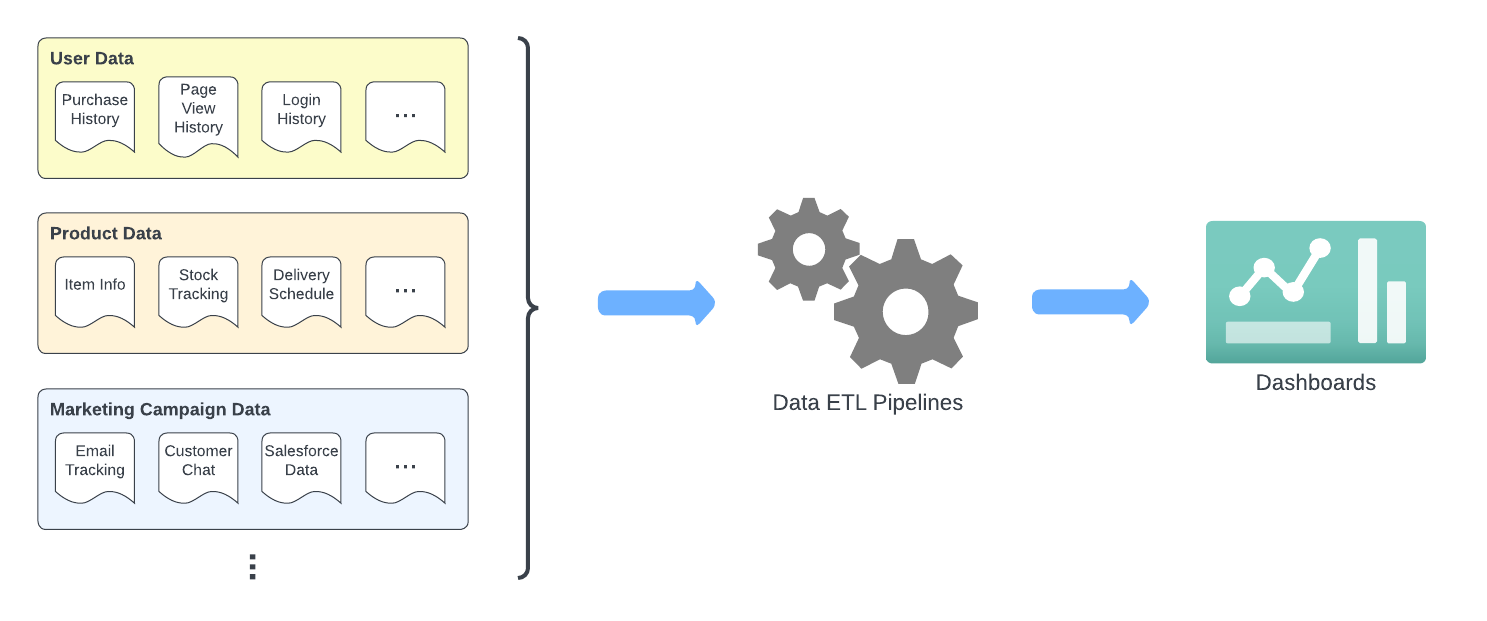 User Data
Purchase
History
Page
View
History
Login
History
...
Product Data
Item Info
Stock
Tracking
Delivery
Schedule
...
Marketing Campaign Data
Email
Tracking
Customer
Chat
Salesforce
Data
...
Data ETL Pipelines
Dashboards